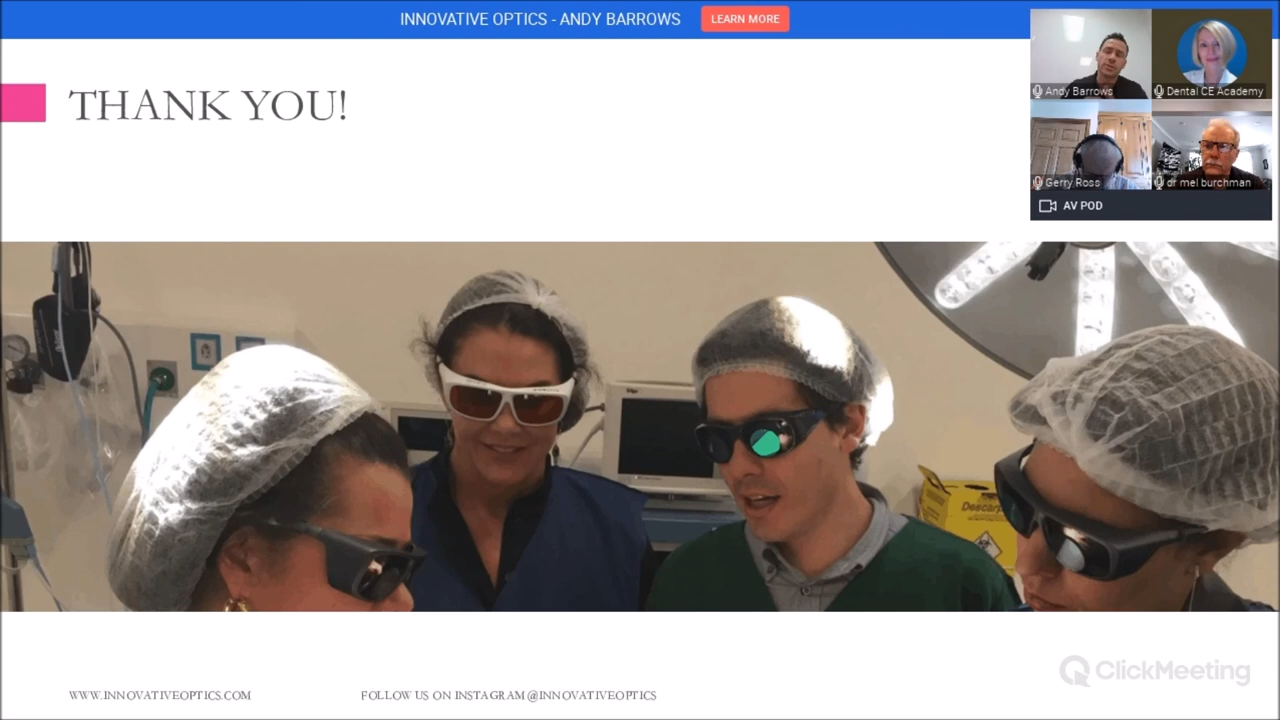 INNOVATIVE OPTICS - ANDY BARROWS
LEARN MORE
THANK YOU!
Andy Barrows
Dental CE Academy
Gerry Ross
dr mel burchman
AV POD
Descarp
ClickMeeting
WWW.INNOVATIVEOPTICS.COM
FOLLOW US ON INSTAGRAM @INNOVATIVEOPTICS